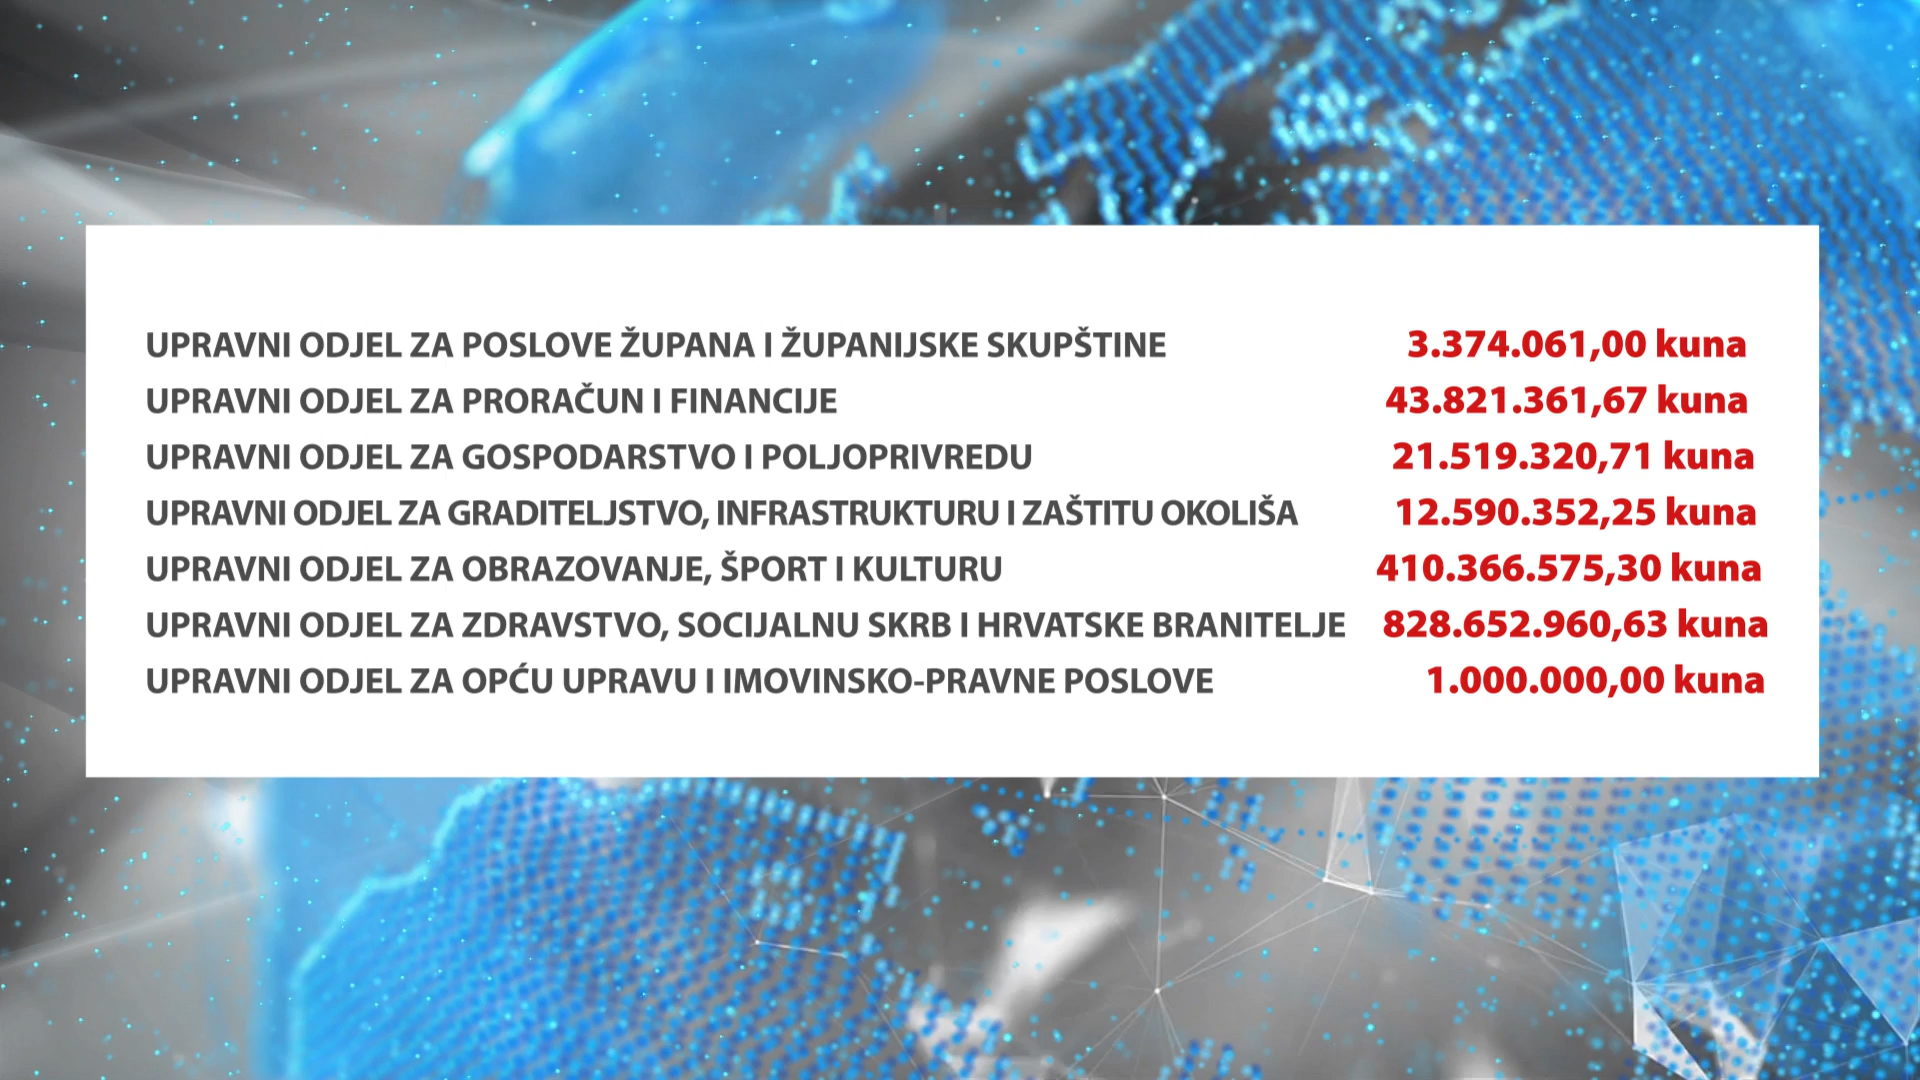 UPRAVNI ODJEL ZA POSLOVE ŽUPANA I ŽUPANIJSKE SKUPŠTINE 3.374.061,00 kuna
UPRAVNI ODJEL ZA PRORAČUN I FINANCIJE 43.821.361,67 kuna
UPRAVNI ODJEL ZA GOSPODARSTVO I POLJOPRIVREDU 21.519.320,71 kuna
UPRAVNI ODJEL ZA GRADITELJSTVO, INFRASTRUKTURU I ZAŠTITU OKOLIŠA 12.590.352,25 kuna
UPRAVNI ODJEL ZA OBRAZOVANJE, ŠPORT I KULTURU 410.366.575,30 kuna
UPRAVNI ODJEL ZA ZDRAVSTVO, SOCIJALNU SKRB I HRVATSKE BRANITELJE 828.652.960,63 kuna
UPRAVNI ODJEL ZA OPĆU UPRAVU I IMOVINSKO-PRAVNE POSLOVE 1.000.000,00 kuna